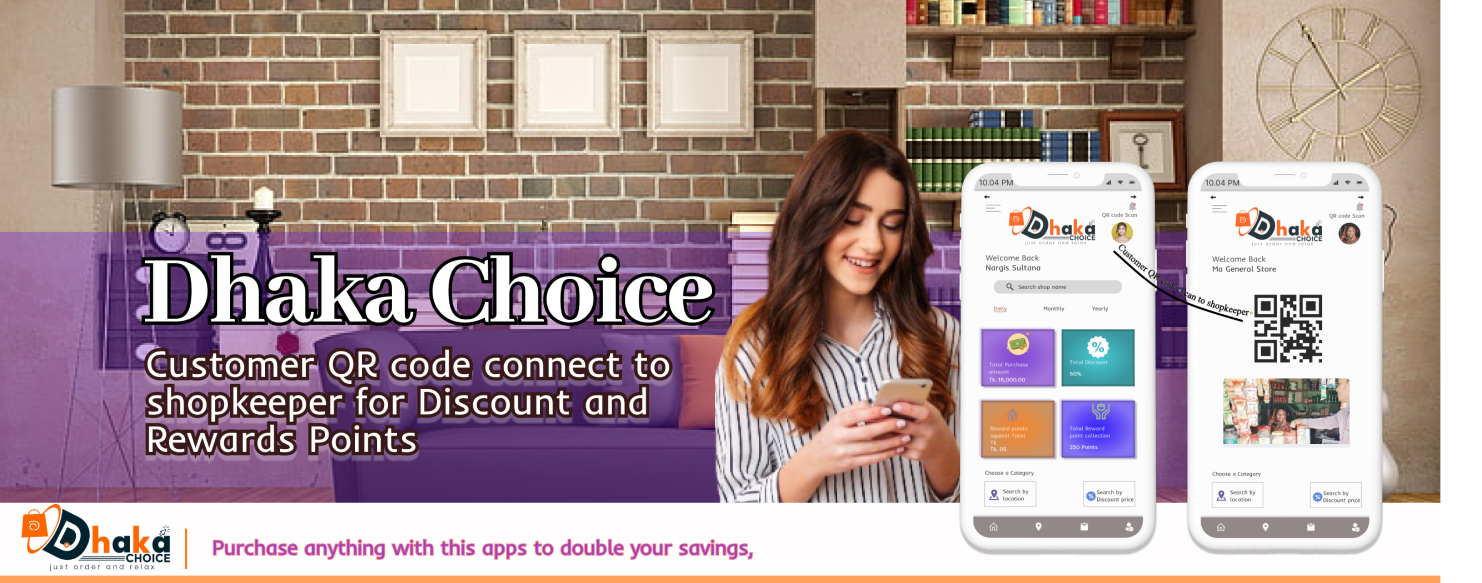 Dhaka Choice
Customer QR code connect to
shopkeeper for Discount and
Rewards Points
Dhaka
CHOICE
just order and relax
Purchase anything with this apps to double your savings,
10.04 PM
QR code Scan
Dhaka
CHOICE
just order and relax
Welcome Back
Nargis Sultana
Search shop name
Daily
Monthly
Yearly
Total Purchase
amount
Tk. 18,000.00
Total Discount
60%
Reward points
against Total
Tk.
Tk. 05
Total Reward
point collection
250 Points
Choose a Category
Search by
location
Search by
Discount price
Customer QR code scan to shopkeeper
10.04 PM
QR code Scan
Dhaka
CHOICE
just order and relax
Welcome Back
Ma General Store
Choose a Category
Search by
location
Search by
Discount price